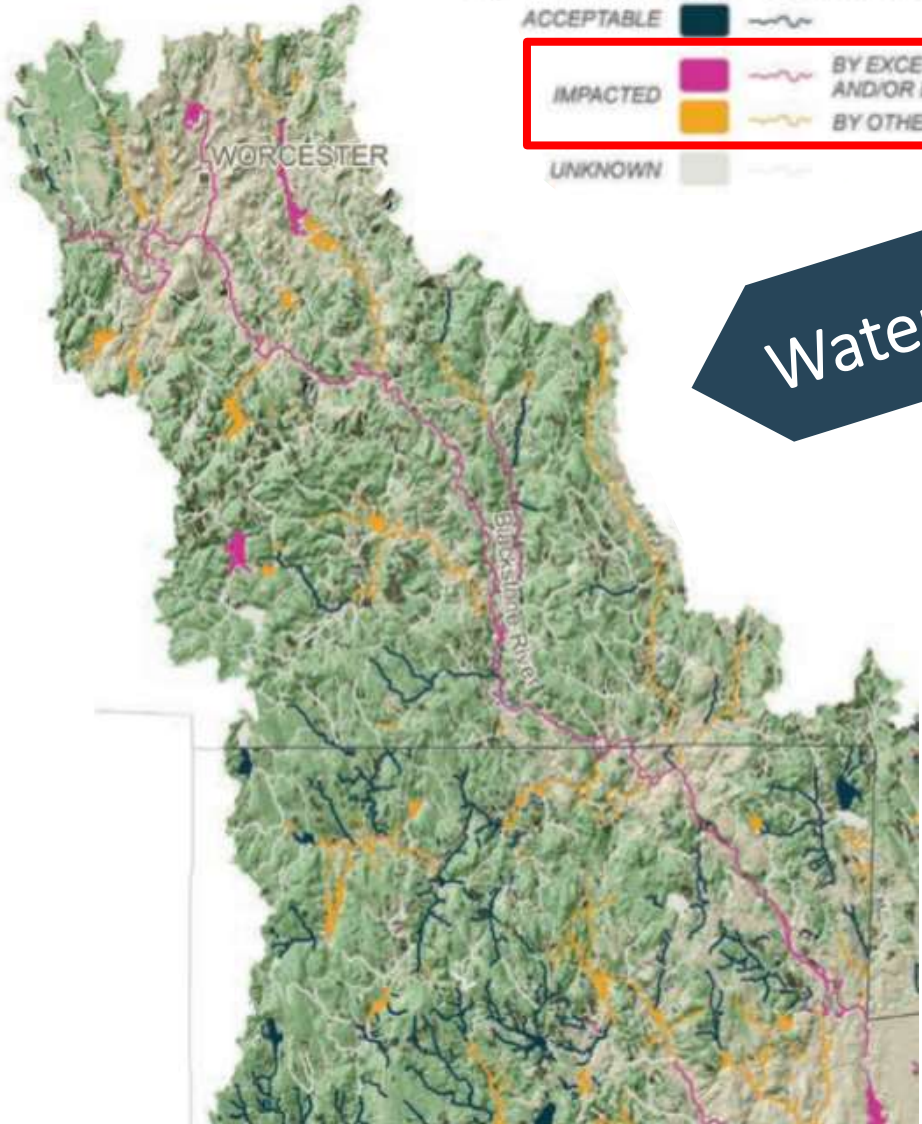 ACCEPTABLE
IMPACTED
BY EXCE
AND/OR
BY OTHE
UNKNOWN
WORCESTER
Wate
Blackstone River